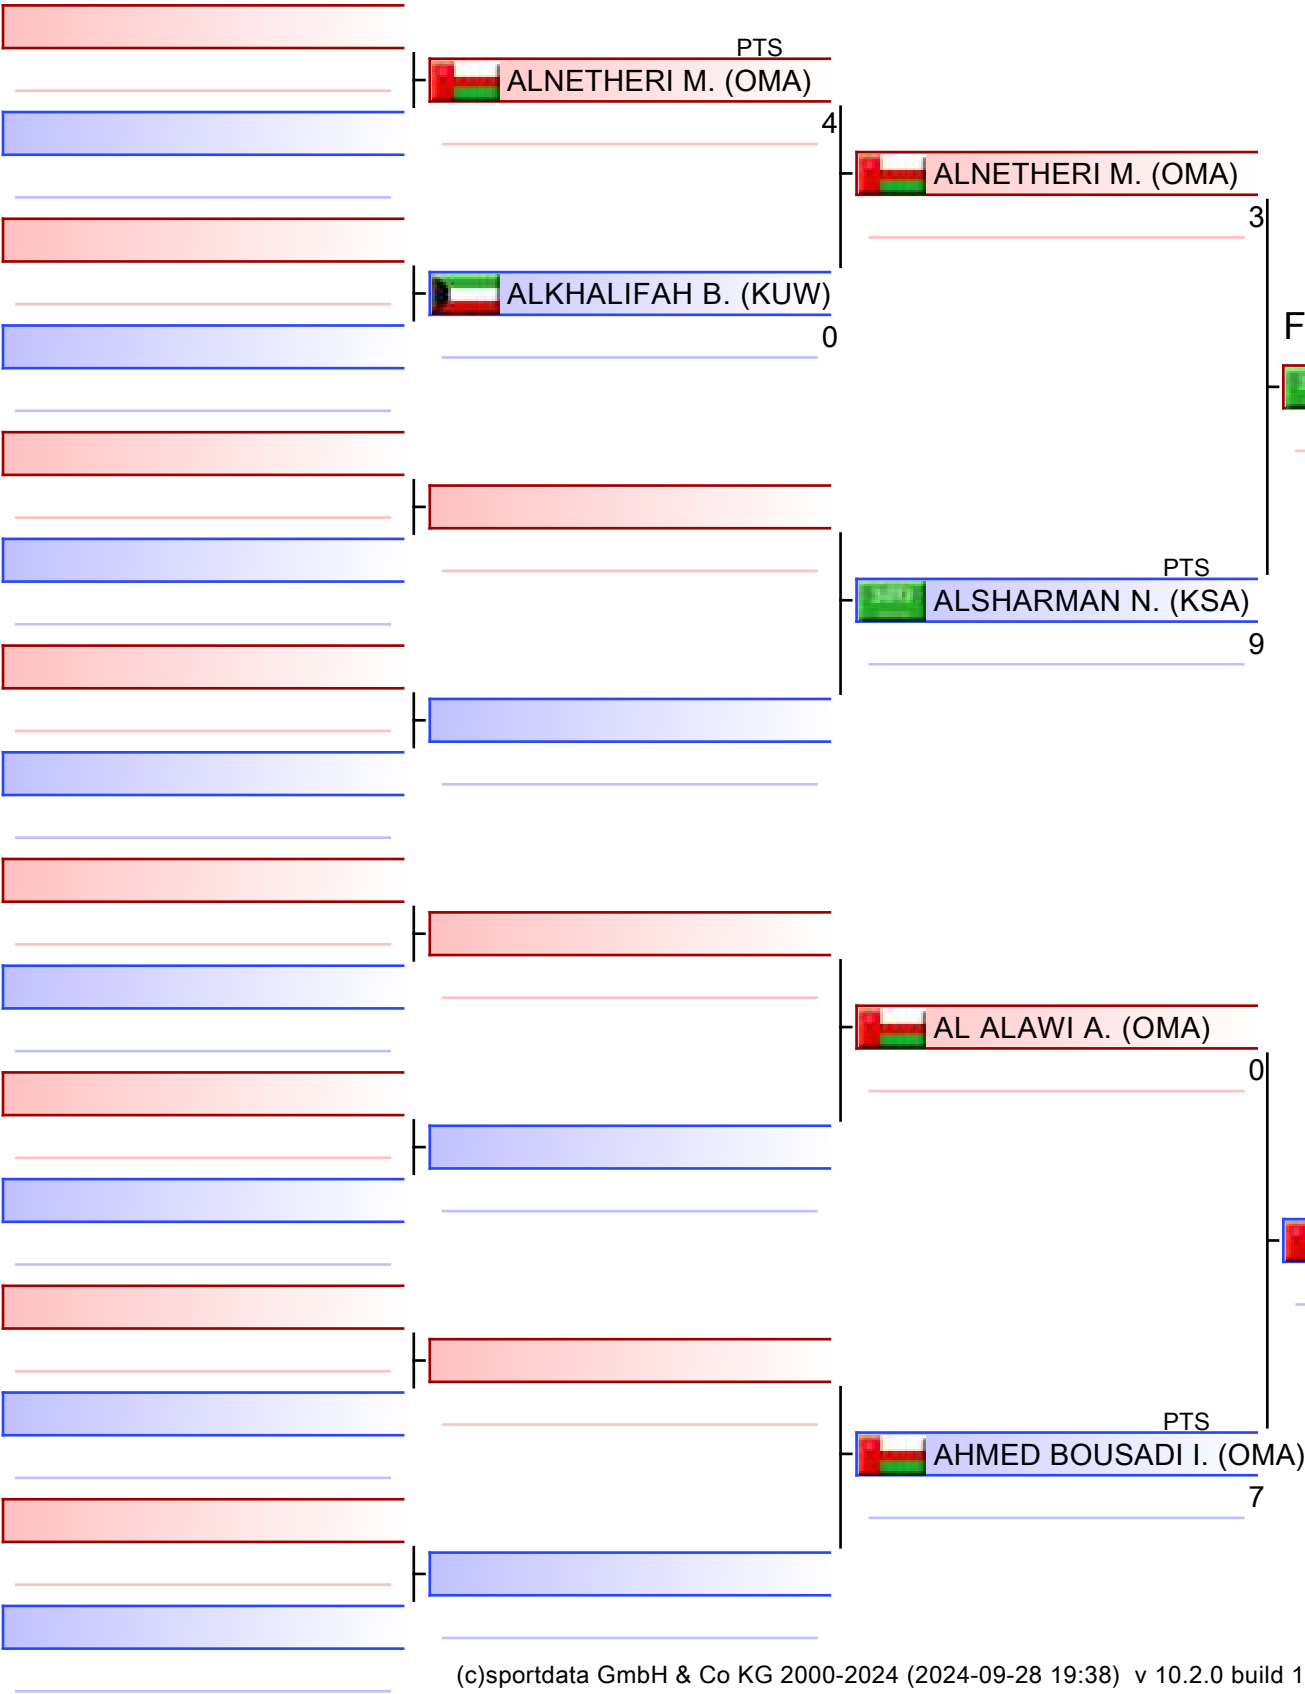 PTS
ALNETHERI M. (OMA)
4
ALNETHERI M. (OMA)
3
ALKHALIFAH B. (KUW)
0
F
PTS
ALSHARMAN N. (KSA)
9
AL ALAWI A. (OMA)
0
PTS
AHMED BOUSADI I. (OMA)
7
(c)sportdata GmbH & Co KG 2000-2024 (2024-09-28 19:38) v 10.2.0 build 1